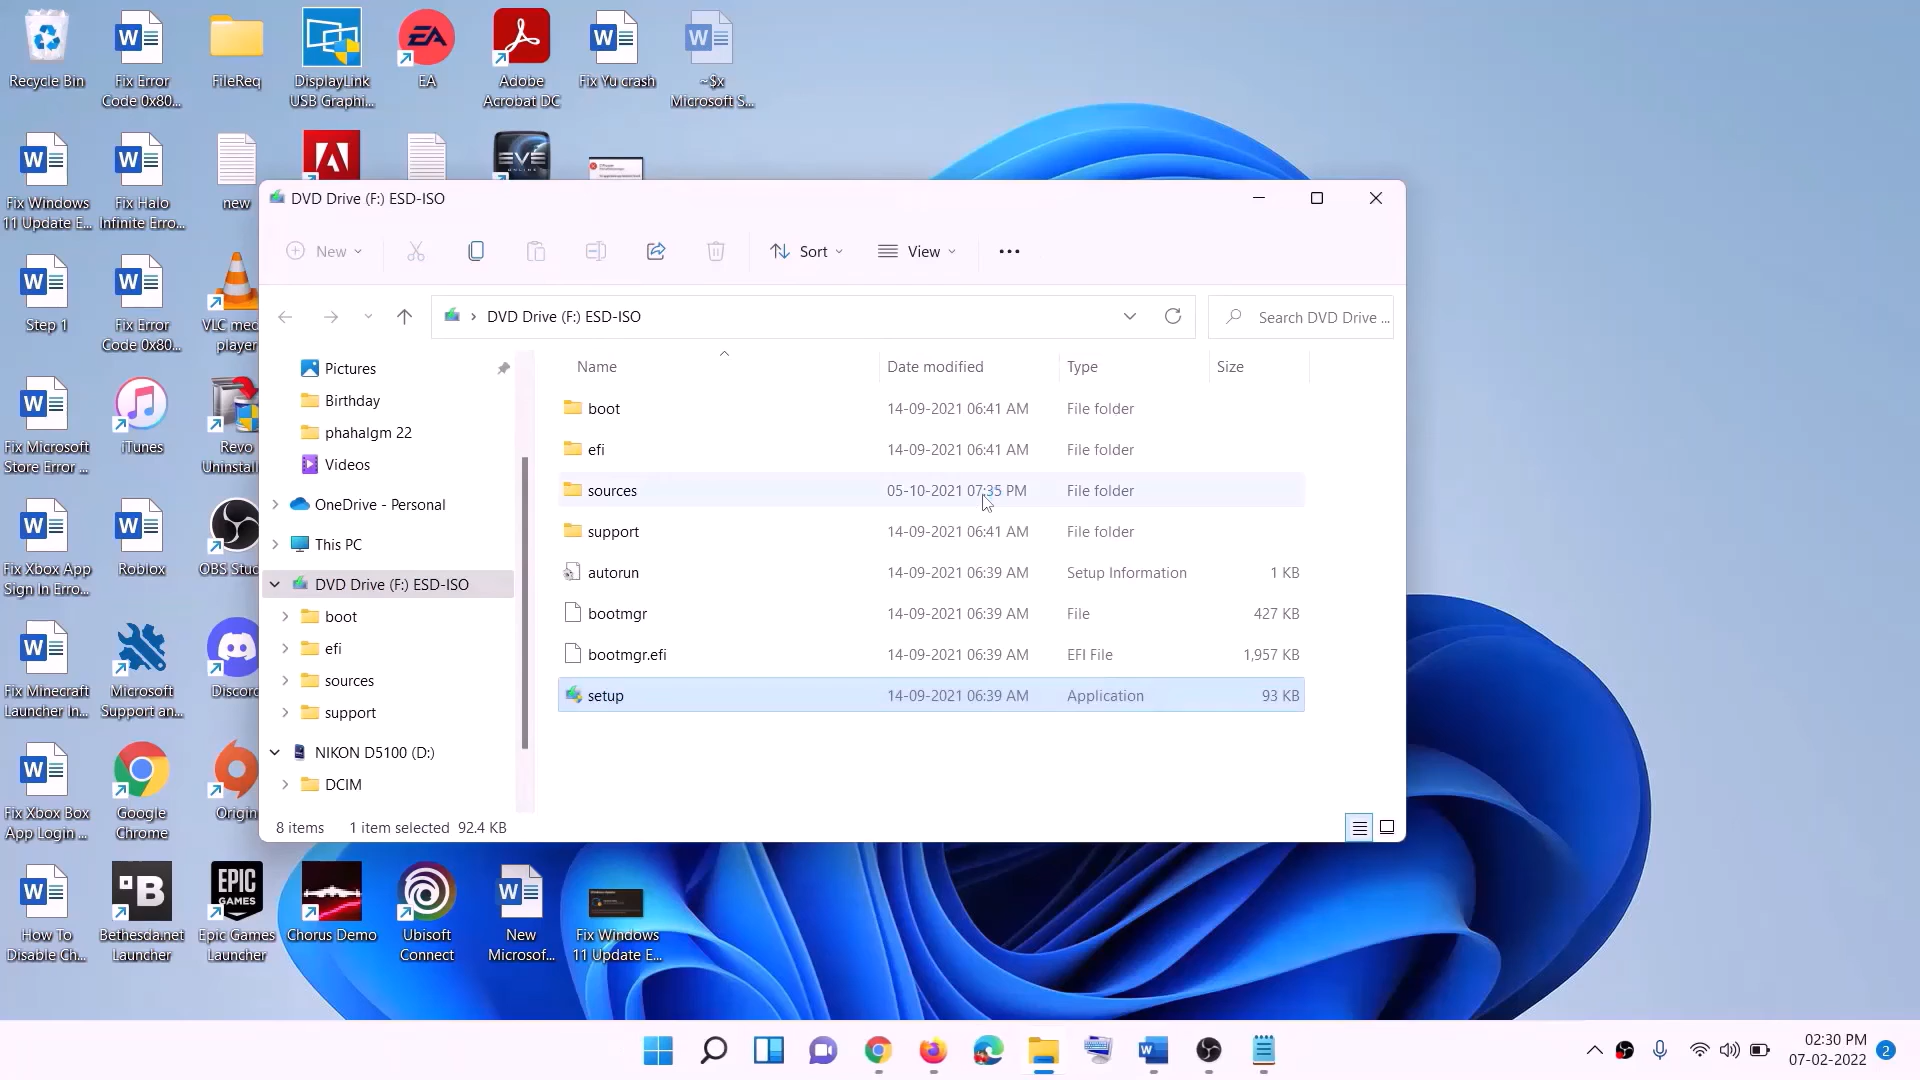 Recycle Bin
Fix Error
Code 0x80...
FileReq
DisplayLink
USB Graphi...
EA
Adobe
Acrobat DC
Fix Yu crash
~$x
Microsoft S...
Fix Windows
11 Update E...
Fix Halo
Infinite Erro...
new
EVE
ONLINE
Step 1
Fix Error
Code 0x80...
VLC med
player
Fix Microsoft
Store Error ...
iTunes
Revo
Uninstall
Fix Xbox App
Sign In Erro...
Roblox
OBS Stud
Fix Minecraft
Launcher In...
Microsoft
Support an...
Discord
Fix Xbox Box
App Login ...
Google
Chrome
Origin
How To
Disable Ch...
Bethesda.net
Launcher
EPIC
GAMES
Epic Games
Launcher
Chorus Demo
Ubisoft
Connect
New
Microsof...
Fix Windows
11 Update E...
DVD Drive (F:) ESD-ISO
New
Sort
View
DVD Drive (F:) ESD-ISO
Search DVD Drive ...
Pictures
Birthday
phahalgm 22
Videos
OneDrive - Personal
This PC
DVD Drive (F:) ESD-ISO
boot
efi
sources
support
NIKON D5100 (D:)
DCIM
Name Date modified Type Size
boot 14-09-2021 06:41 AM File folder
efi 14-09-2021 06:41 AM File folder
sources 05-10-2021 07:35 PM File folder
support 14-09-2021 06:41 AM File folder
autorun 14-09-2021 06:39 AM Setup Information 1 KB
bootmgr 14-09-2021 06:39 AM File 427 KB
bootmgr.efi 14-09-2021 06:39 AM EFI File 1,957 KB
setup 14-09-2021 06:39 AM Application 93 KB
8 items 1 item selected 92.4 KB
02:30 PM
07-02-2022
2